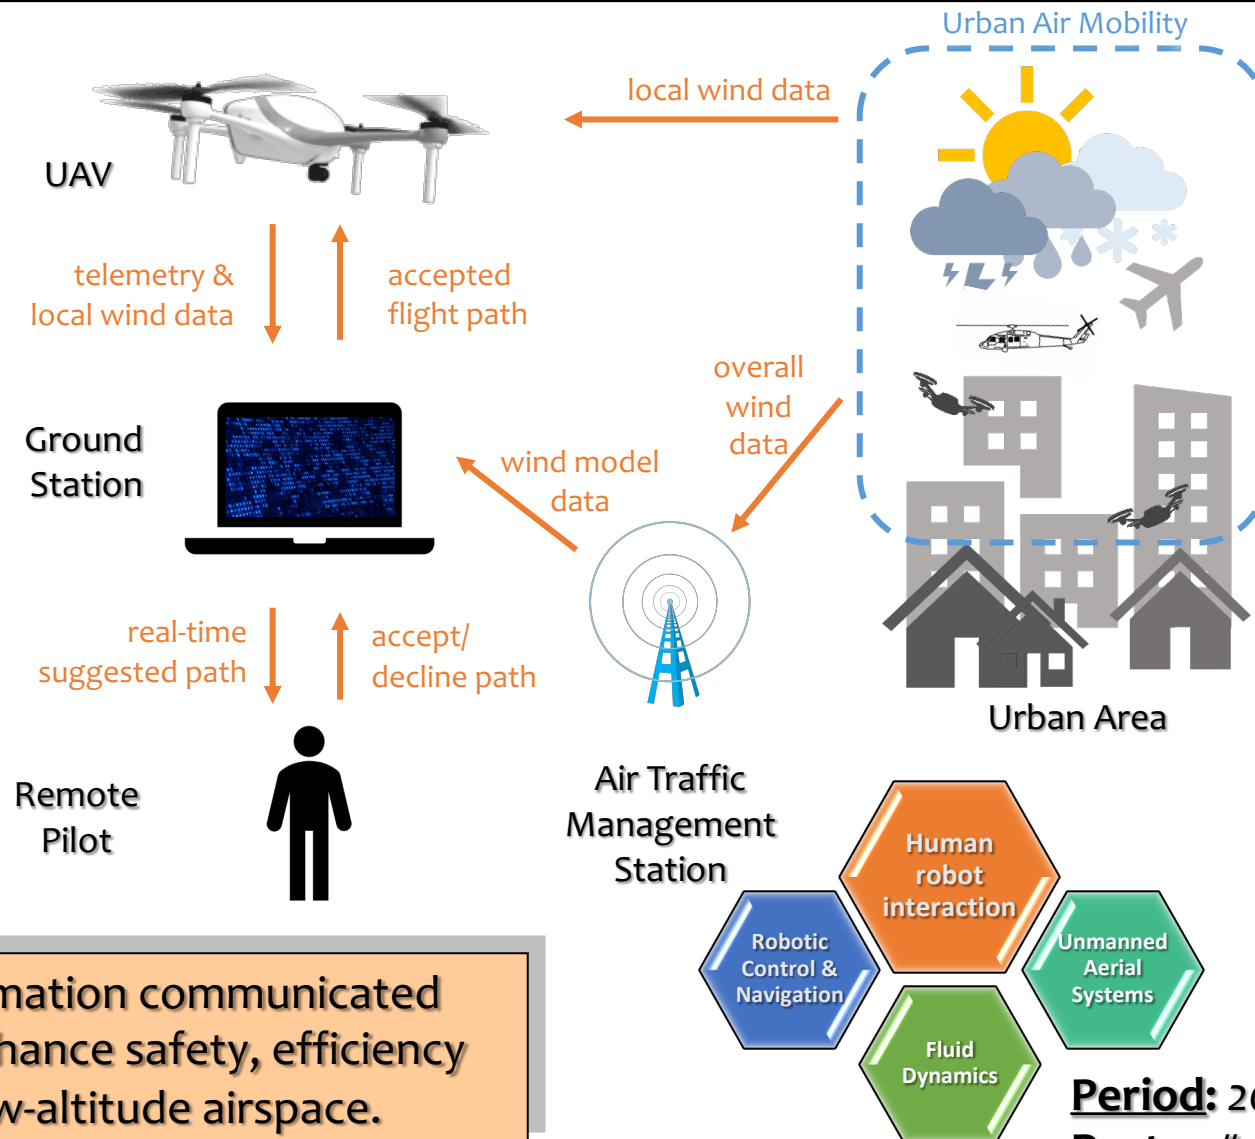 Urban Air Mobility
local wind data
UAV
telemetry &
local wind data
accepted
flight path
overall
wind
data
Ground
Station
wind model
data
real-time
suggested path
accept/
decline path
Urban Area
Remote
Pilot
Air Traffic
Management
Station
Human
robot
interaction
Robotic
Control &
Navigation
Unmanned
Aerial
Systems
Fluid
Dynamics
mation communicated
hance safety, efficiency
w-altitude airspace.
Period: